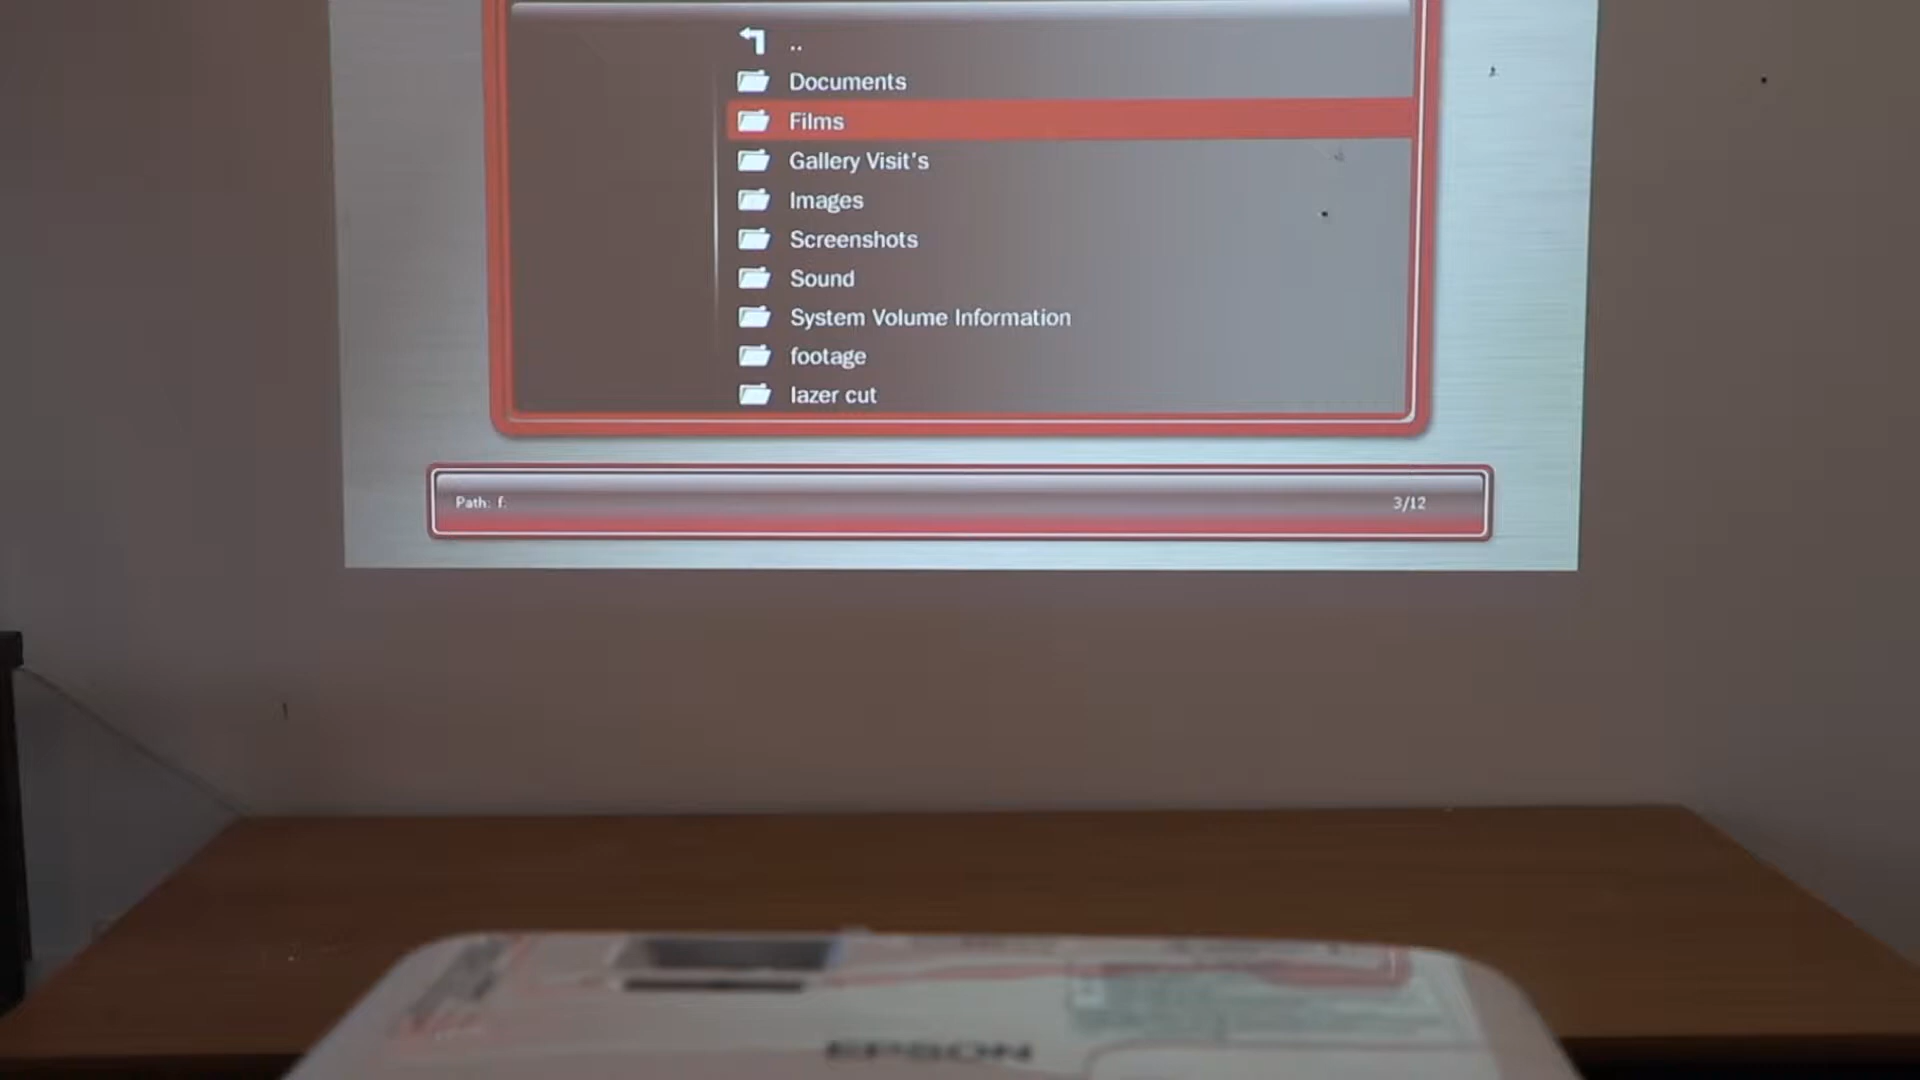 ..
Documents
Films
Gallery Visit's
Images
Screenshots
Sound
System Volume Information
footage
lazer cut
Path: f: 3/12
EPSON